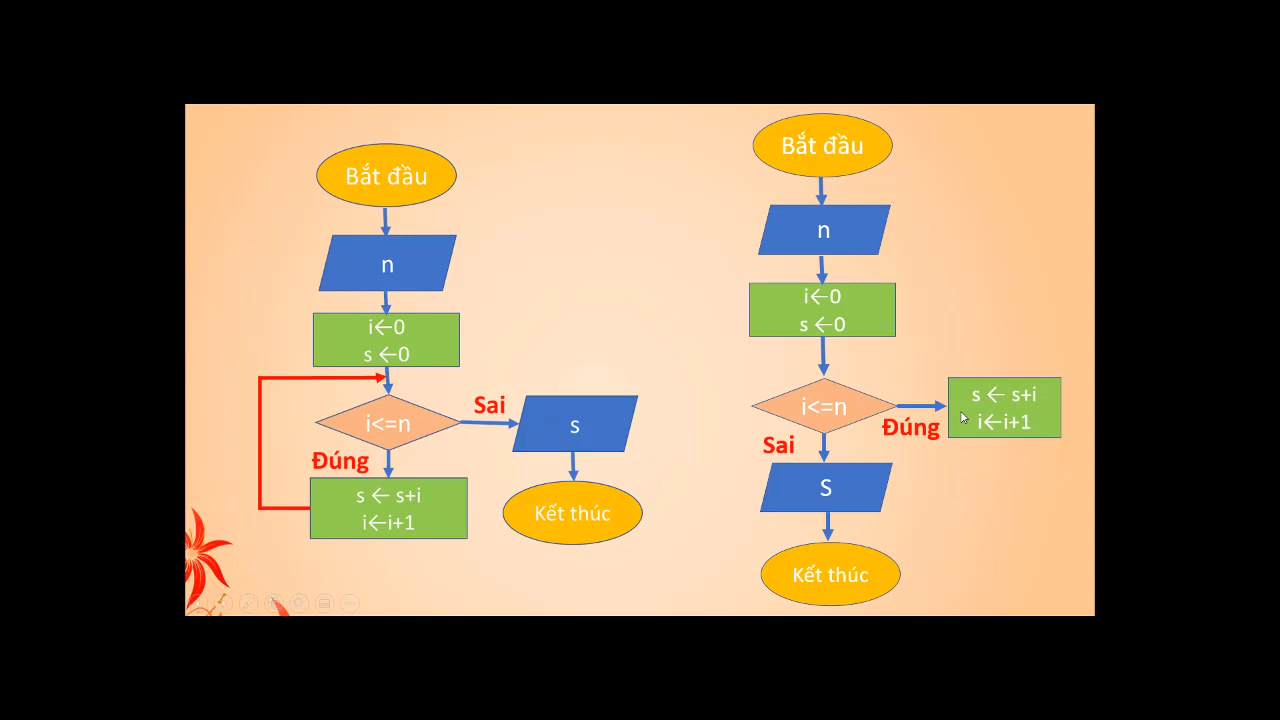 Bắt đầu
n
i←0
s ←0
i<=n
Sai
s
Đúng
s ← s+i
i←i+1
Kết thúc
Bắt đầu
n
i←0
s ←0
i<=n
Đúng
s ← s+i
i←i+1
Sai
S
Kết thúc